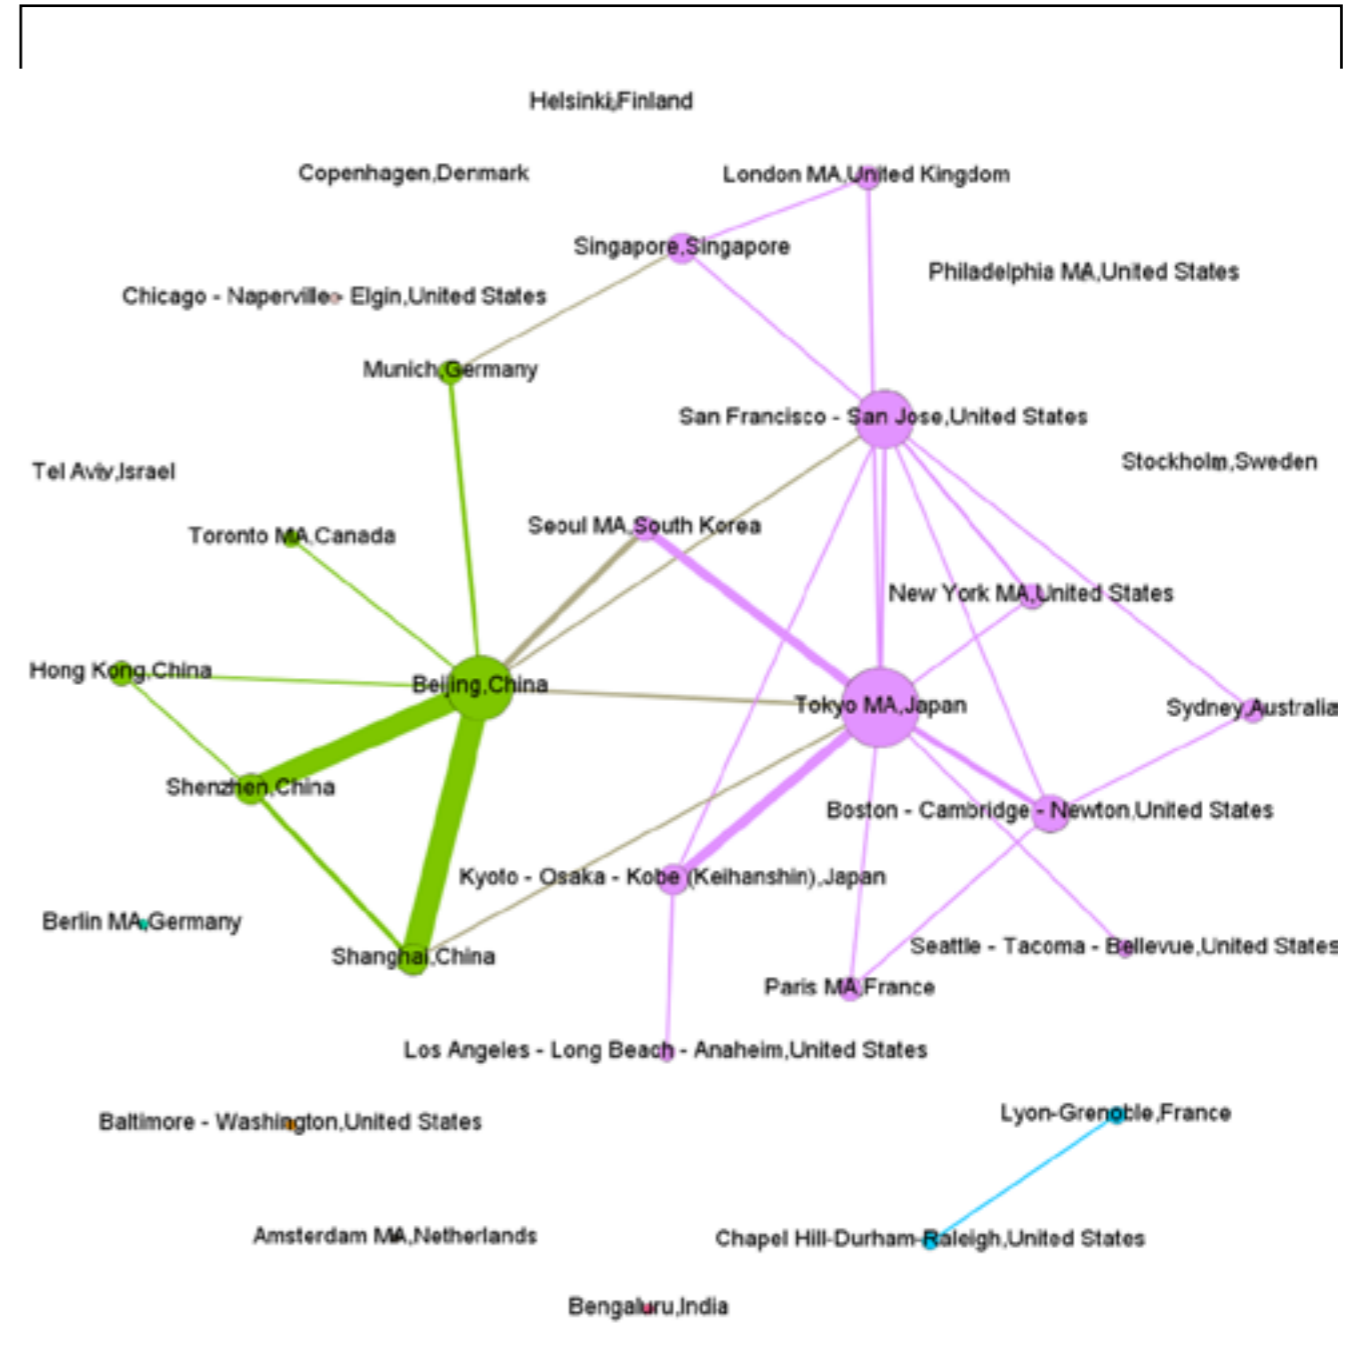 Helsinki,Finland
Copenhagen,Denmark
London MA,United Kingdom
Singapore,Singapore
Philadelphia MA,United States
Chicago - Naperville - Elgin,United States
Munich,Germany
San Francisco - San Jose,United States
Stockholm,Sweden
Tel Aviv,Israel
Seoul MA,South Korea
Toronto MA,Canada
New York MA,United States
Hong Kong,China
Beijing,China
Tokyo MA,Japan
Sydney,Australia
Shenzhen,China
Boston - Cambridge - Newton,United States
Kyoto - Osaka - Kobe (Keihanshin),Japan
Berlin MA,Germany
Seattle - Tacoma - Bellevue,United States
Shanghai,China
Paris MA,France
Los Angeles - Long Beach - Anaheim,United States
Lyon-Grenoble,France
Baltimore - Washington,United States
Amsterdam MA,Netherlands
Chapel Hill-Durham-Raleigh,United States
Bengaluru,India